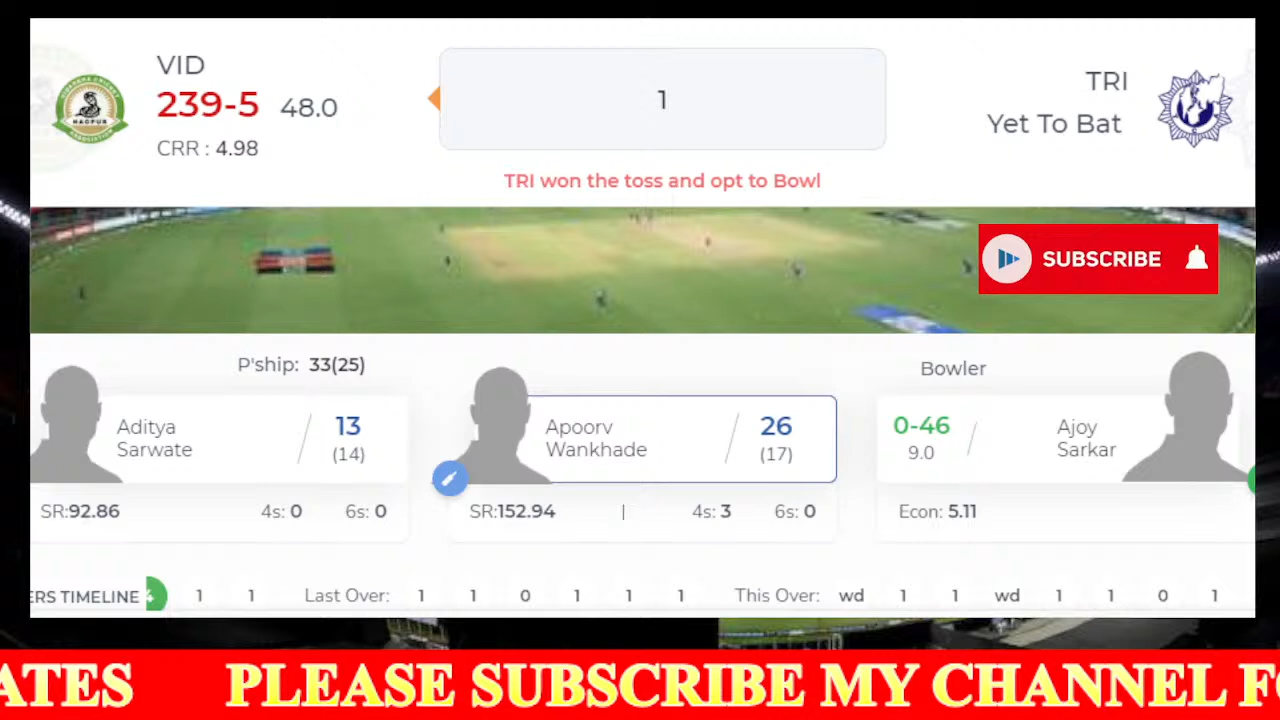 VID
239-5 48.0
CRR : 4.98
1
TRI
Yet To Bat
TRI won the toss and opt to Bowl
NAGPUR
SUBSCRIBE
P'ship: 33(25)
Bowler
Aditya
Sarwate
13
(14)
SR:92.86 4s: 0 6s: 0
Apoorv
Wankhade
26
(17)
SR:152.94 | 4s: 3 6s: 0
0-46
9.0
Ajoy
Sarkar
Econ: 5.11
ERS TIMELINE 4 1 1 Last Over: 1 1 0 1 1 1 This Over: wd 1 1 wd 1 1 0 1
ATES PLEASE SUBSCRIBE MY CHANNEL FO